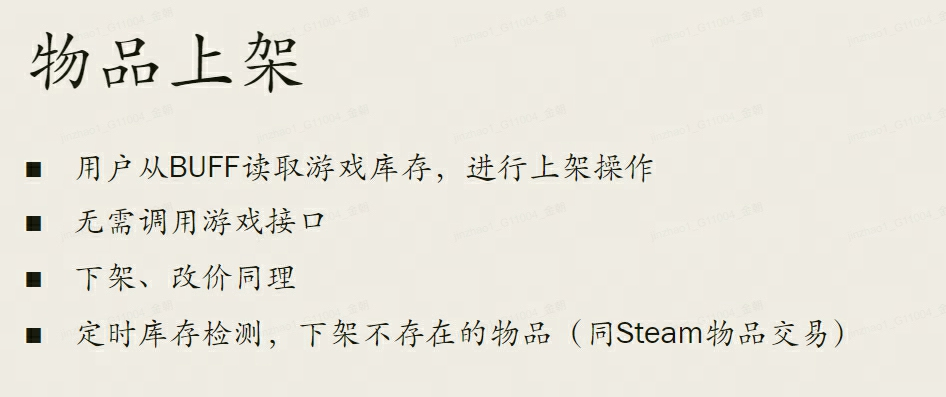 物品上架
■ 用户从BUFF读取游戏库存，进行上架操作
■ 无需调用游戏接口
■ 下架、改价同理
■ 定时库存检测，下架不存在的物品（同Steam物品交易）